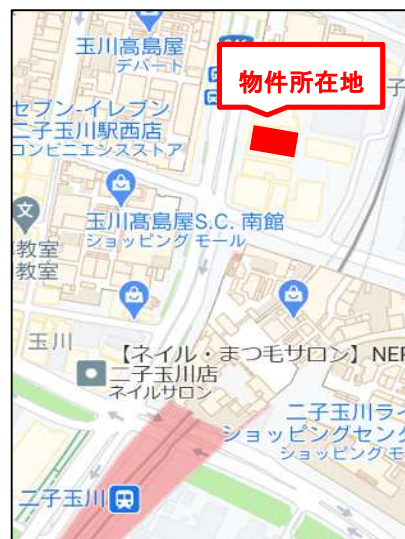 玉川高島屋
デパート
物件所在地
子
セブン-イレブン
二子玉川駅西店
コンビニエンスストア
玉川髙島屋S.C. 南館
ショッピング モール
文
教室
教室
玉川
【ネイル・まつ毛サロン】NEF
二子玉川店
ネイルサロン
二子玉川ライ
ショッピングセンタ
ショッピング モ
二子玉川